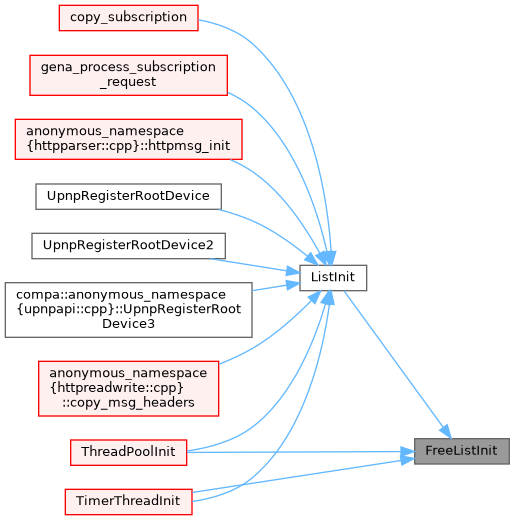 copy_subscription
gena_process_subscription
_request
anonymous_namespace
{httpparser::cpp}::httpmsg_init
UpnpRegisterRootDevice
UpnpRegisterRootDevice2
ListInit
compa::anonymous_namespace
{upnpapi::cpp}::UpnpRegisterRoot
Device3
anonymous_namespace
{httpreadwrite::cpp}
::copy_msg_headers
ThreadPoolInit
FreeListInit
TimerThreadInit